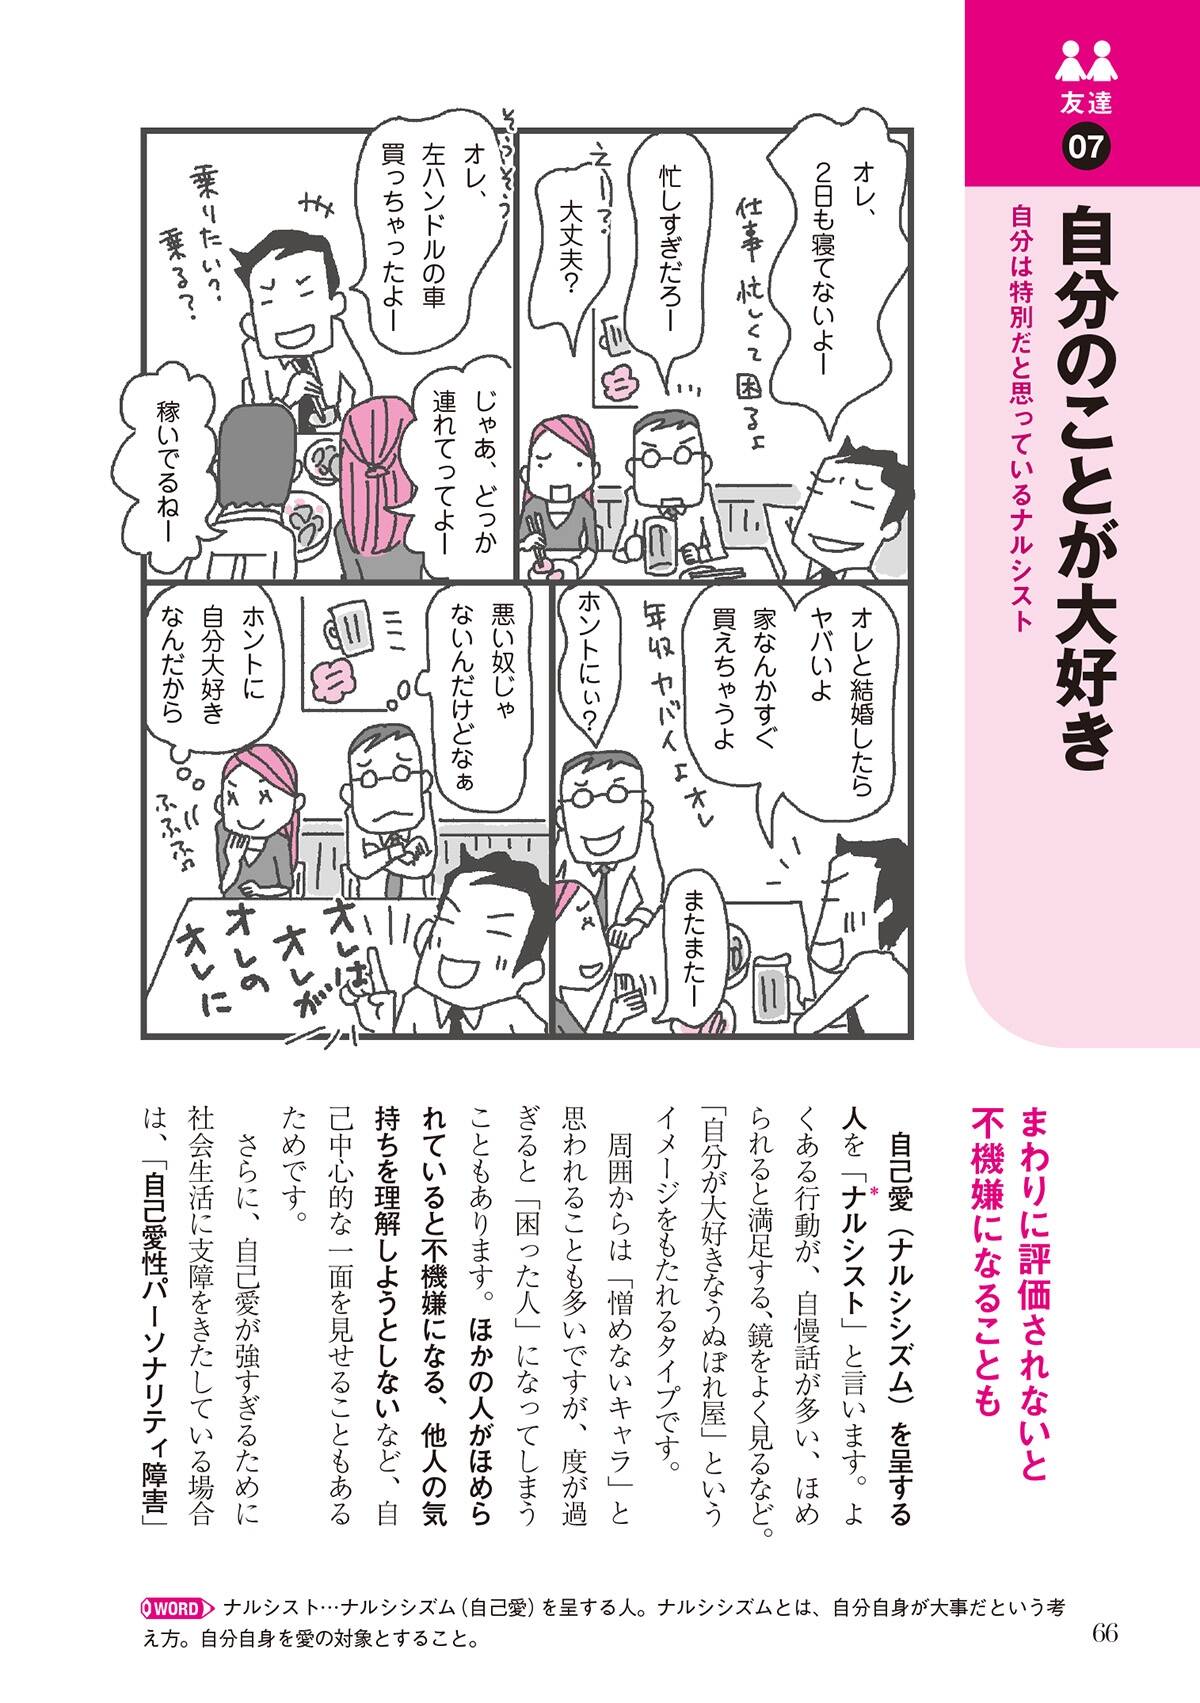 友達
07
自分のことが大好き
自分は特別だと思っているナルシスト
オレ、
2日も寝てないよー
仕事忙しくて困るよ
忙しすぎだろー
えー?
大丈夫?
そうそう
オレ、
左ハンドルの車
買っちゃったよー
乗りたい?
乗る?
じゃあ、どっか
連れてってよー
稼いでるねー
オレと結婚したら
ヤバいよ
家なんかすぐ
買えちゃうよ
年収ヤバイよオレ
ホントにぃ?
またまたー
悪い奴じゃ
ないんだけどなぁ
ホントに
自分大好き
なんだから
ふふふふ
オレは
オレが
オレの
オレに
まわりに評価されないと
不機嫌になることも
自己愛(ナルシシズム)を呈する
人を「ナルシスト*」と言います。よ
くある行動が、自慢話が多い、ほめ
られると満足する、鏡をよく見るなど。
「自分が大好きなうぬぼれ屋」という
イメージをもたれるタイプです。
周囲からは「憎めないキャラ」と
思われることも多いですが、度が過
ぎると「困った人」になってしまう
こともあります。ほかの人がほめら
れていると不機嫌になる、他人の気
持ちを理解しようとしないなど、自
己中心的な一面を見せることもある
ためです。
さらに、自己愛が強すぎるために
社会生活に支障をきたしている場合
は、「自己愛性パーソナリティ障害」
WORD ナルシスト…ナルシシズム(自己愛)を呈する人。ナルシシズムとは、自分自身が大事だという考
え方。自分自身を愛の対象とすること。
66